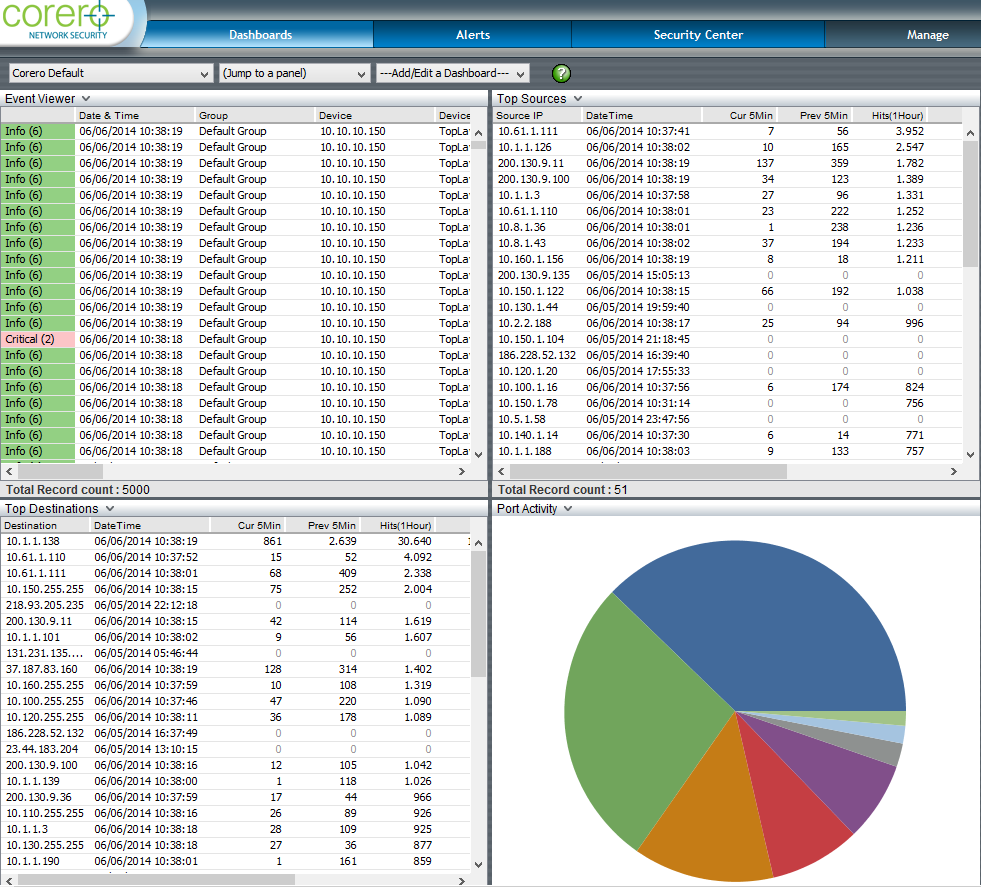 corero
NETWORK SECURITY
Dashboards Alerts Security Center Manage
Corero Default (Jump to a panel) ---Add/Edit a Dashboard--- ?
Event Viewer
Date & Time Group Device Device
Info (6) 06/06/2014 10:38:19 Default Group 10.10.10.150 TopLa
Info (6) 06/06/2014 10:38:19 Default Group 10.10.10.150 TopLa
Info (6) 06/06/2014 10:38:19 Default Group 10.10.10.150 TopLa
Info (6) 06/06/2014 10:38:19 Default Group 10.10.10.150 TopLa
Info (6) 06/06/2014 10:38:19 Default Group 10.10.10.150 TopLa
Info (6) 06/06/2014 10:38:19 Default Group 10.10.10.150 TopLa
Info (6) 06/06/2014 10:38:19 Default Group 10.10.10.150 TopLa
Info (6) 06/06/2014 10:38:19 Default Group 10.10.10.150 TopLa
Info (6) 06/06/2014 10:38:19 Default Group 10.10.10.150 TopLa
Info (6) 06/06/2014 10:38:19 Default Group 10.10.10.150 TopLa
Info (6) 06/06/2014 10:38:19 Default Group 10.10.10.150 TopLa
Info (6) 06/06/2014 10:38:19 Default Group 10.10.10.150 TopLa
Info (6) 06/06/2014 10:38:19 Default Group 10.10.10.150 TopLa
Critical (2) 06/06/2014 10:38:18 Default Group 10.10.10.150 TopLa
Info (6) 06/06/2014 10:38:18 Default Group 10.10.10.150 TopLa
Info (6) 06/06/2014 10:38:18 Default Group 10.10.10.150 TopLa
Info (6) 06/06/2014 10:38:18 Default Group 10.10.10.150 TopLa
Info (6) 06/06/2014 10:38:18 Default Group 10.10.10.150 TopLa
Info (6) 06/06/2014 10:38:18 Default Group 10.10.10.150 TopLa
Info (6) 06/06/2014 10:38:18 Default Group 10.10.10.150 TopLa
Info (6) 06/06/2014 10:38:18 Default Group 10.10.10.150 TopLa
Total Record count : 5000
Top Sources
Source IP DateTime Cur 5Min Prev 5Min Hits(1Hour)
10.61.1.111 06/06/2014 10:37:41 7 56 3.952
10.1.1.126 06/06/2014 10:38:02 10 165 2.547
200.130.9.11 06/06/2014 10:38:19 137 359 1.782
200.130.9.100 06/06/2014 10:38:19 34 123 1.389
10.1.1.3 06/06/2014 10:37:58 27 96 1.331
10.61.1.110 06/06/2014 10:38:01 23 222 1.252
10.8.1.36 06/06/2014 10:38:01 1 238 1.236
10.8.1.43 06/06/2014 10:38:02 37 194 1.233
10.160.1.156 06/06/2014 10:38:19 8 18 1.211
200.130.9.135 06/05/2014 15:05:13 0 0 0
10.150.1.122 06/06/2014 10:38:15 66 192 1.038
10.130.1.44 06/05/2014 19:59:40 0 0 0
10.2.2.188 06/06/2014 10:38:17 25 94 996
10.150.1.104 06/05/2014 21:18:45 0 0 0
186.228.52.132 06/05/2014 16:39:40 0 0 0
10.120.1.20 06/05/2014 17:55:33 0 0 0
10.100.1.16 06/06/2014 10:37:56 6 174 824
10.150.1.78 06/06/2014 10:31:14 0 0 756
10.5.1.58 06/05/2014 23:47:56 0 0 0
10.140.1.14 06/06/2014 10:37:30 6 14 771
10.1.1.188 06/06/2014 10:38:03 9 133 757
Total Record count : 51
Top Destinations
Destination DateTime Cur 5Min Prev 5Min Hits(1Hour)
10.1.1.138 06/06/2014 10:38:19 861 2.639 30.640
10.61.1.110 06/06/2014 10:37:52 15 52 4.092
10.61.1.111 06/06/2014 10:38:01 68 409 2.338
10.150.255.255 06/06/2014 10:38:15 75 252 2.004
218.93.205.235 06/05/2014 22:12:18 0 0 0
200.130.9.11 06/06/2014 10:38:15 42 114 1.619
10.1.1.101 06/06/2014 10:38:02 9 56 1.607
131.231.135.... 06/05/2014 05:46:44 0 0 0
37.187.83.160 06/06/2014 10:38:19 128 314 1.402
10.160.255.255 06/06/2014 10:37:59 10 108 1.319
10.100.255.255 06/06/2014 10:37:46 47 220 1.090
10.120.255.255 06/06/2014 10:38:11 36 178 1.089
186.228.52.132 06/05/2014 16:37:49 0 0 0
23.44.183.204 06/05/2014 13:10:15 0 0 0
200.130.9.100 06/06/2014 10:38:16 12 105 1.042
10.1.1.139 06/06/2014 10:38:00 1 118 1.026
200.130.9.36 06/06/2014 10:37:59 17 44 966
10.110.255.255 06/06/2014 10:38:16 26 89 926
10.1.1.3 06/06/2014 10:38:18 28 109 925
10.130.255.255 06/06/2014 10:38:18 27 36 877
10.1.1.190 06/06/2014 10:38:01 1 161 859
Port Activity